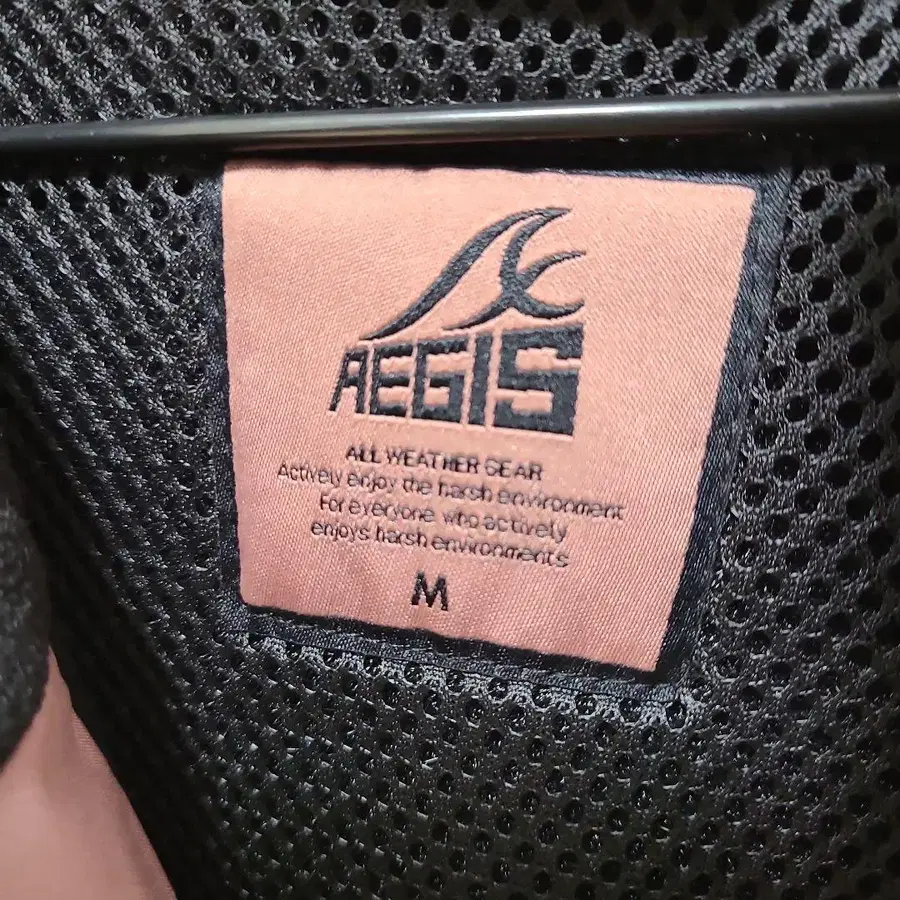 AEGIS
ALL WEATHER GEAR
Actively enjoy the harsh environment
For everyone who actively
enjoys harsh environments
M